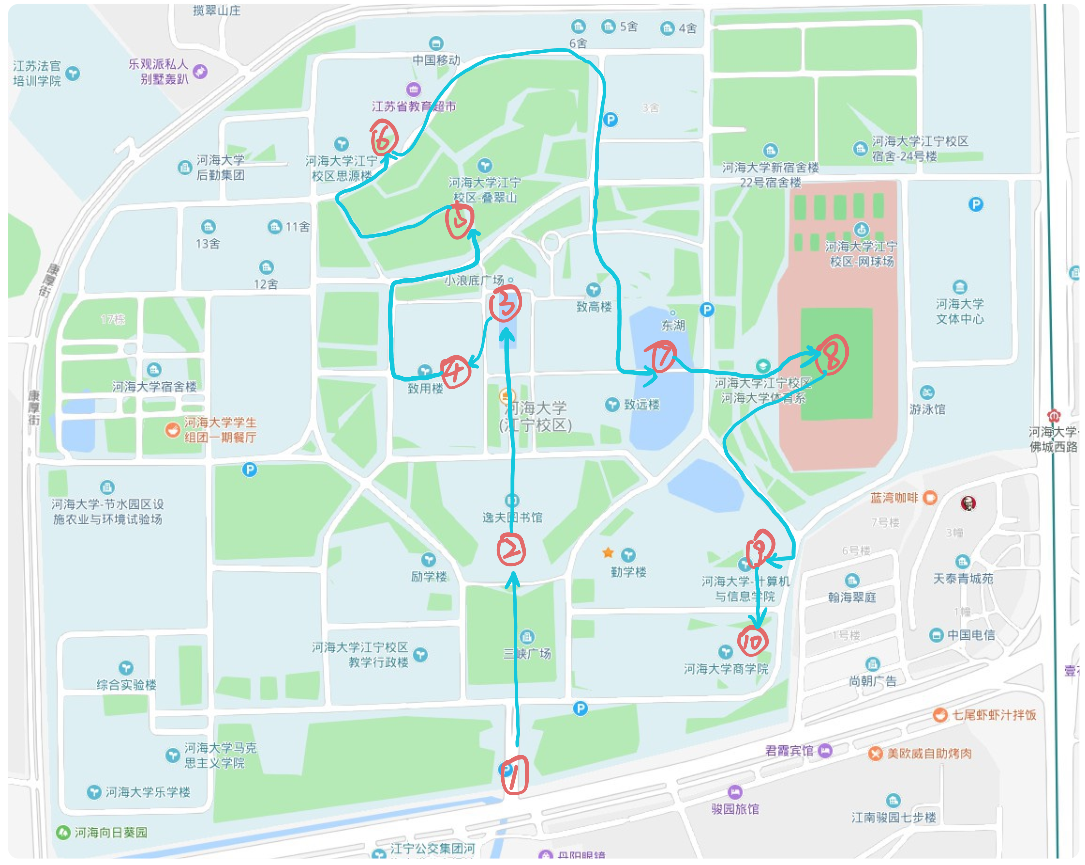 揽翠山庄
江苏法官
培训学院
乐观派私人
别墅轰趴
中国移动
6舍
5舍
4舍
江苏省教育超市
3舍
6
河海大学江宁
校区思源楼
河海大学
后勤集团
河海大学江宁
校区-叠翠山
河海大学新宿舍楼
22号宿舍楼
河海大学江宁校区
宿舍-24号楼
P
P
13舍
11舍
12舍
5
河海大学江宁
校区-网球场
康厚街
小浪底广场
3
致高楼
东湖
P
河海大学
文体中心
17栋
河海大学宿舍楼
致用楼
4
7
8
河海大学江宁校区
河海大学体育系
致远楼
游泳馆
康厚街
河海大学学生
组团一期餐厅
河海大学
(江宁校区)
河海大学-
佛城西路
P
河海大学-节水园区设
施农业与环境试验场
逸夫图书馆
蓝湾咖啡
7号楼
3幢
2
励学楼
勤学楼
9
河海大学-计算机
与信息学院
6号楼
翰海翠庭
天泰青城苑
1幢
1号楼
中国电信
河海大学江宁校区
教学行政楼
三峡广场
10
河海大学商学院
尚朝广告
综合实验楼
P
七尾虾虾汁拌饭
河海大学马克
思主义学院
君霞宾馆
美欧威自助烤肉
1
河海大学乐学楼
骏园旅馆
江南骏园七步楼
河海向日葵园
江宁公交集团河
丹阳眼镜